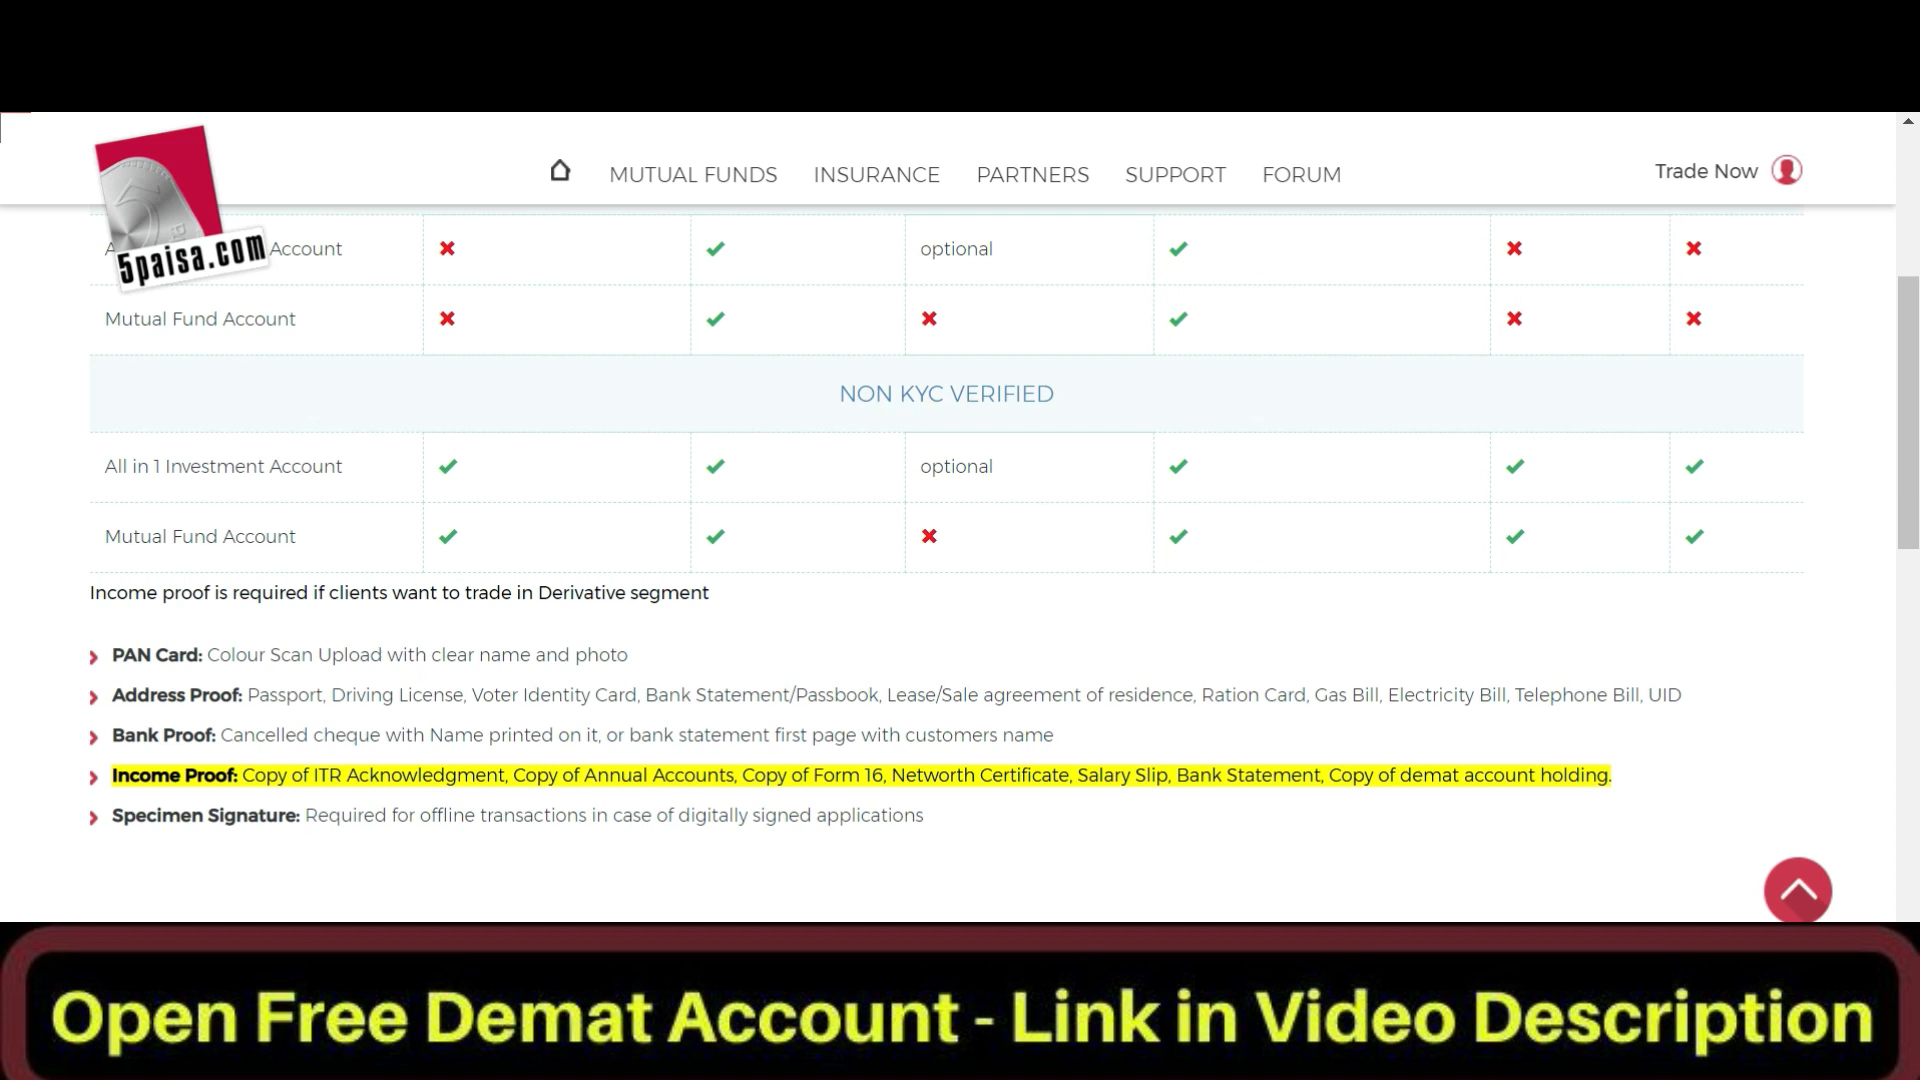 MUTUAL FUNDS INSURANCE PARTNERS SUPPORT FORUM Trade Now
5paisa.com
Account optional
Mutual Fund Account
NON KYC VERIFIED
All in 1 Investment Account optional
Mutual Fund Account
Income proof is required if clients want to trade in Derivative segment
PAN Card: Colour Scan Upload with clear name and photo
Address Proof: Passport, Driving License, Voter Identity Card, Bank Statement/Passbook, Lease/Sale agreement of residence, Ration Card, Gas Bill, Electricity Bill, Telephone Bill, UID
Bank Proof: Cancelled cheque with Name printed on it, or bank statement first page with customers name
Income Proof: Copy of ITR Acknowledgment, Copy of Annual Accounts, Copy of Form 16, Networth Certificate, Salary Slip, Bank Statement, Copy of demat account holding.
Specimen Signature: Required for offline transactions in case of digitally signed applications
Open Free Demat Account - Link in Video Description